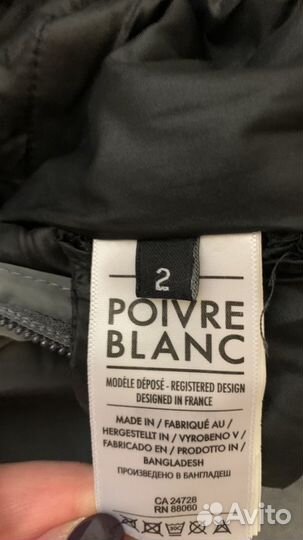 2
POIVRE
BLANC
MODÈLE DÉPOSÉ - REGISTERED DESIGN
DESIGNED IN FRANCE
MADE IN / FABRIQUÉ AU /
HERGESTELLT IN / VYROBENO V /
FABRICADO EN / PRODOTTO IN /
BANGLADESH
ПРОИЗВЕДЕНО В БАНГЛАДЕШ
CA 24728
RN 88060
Avito